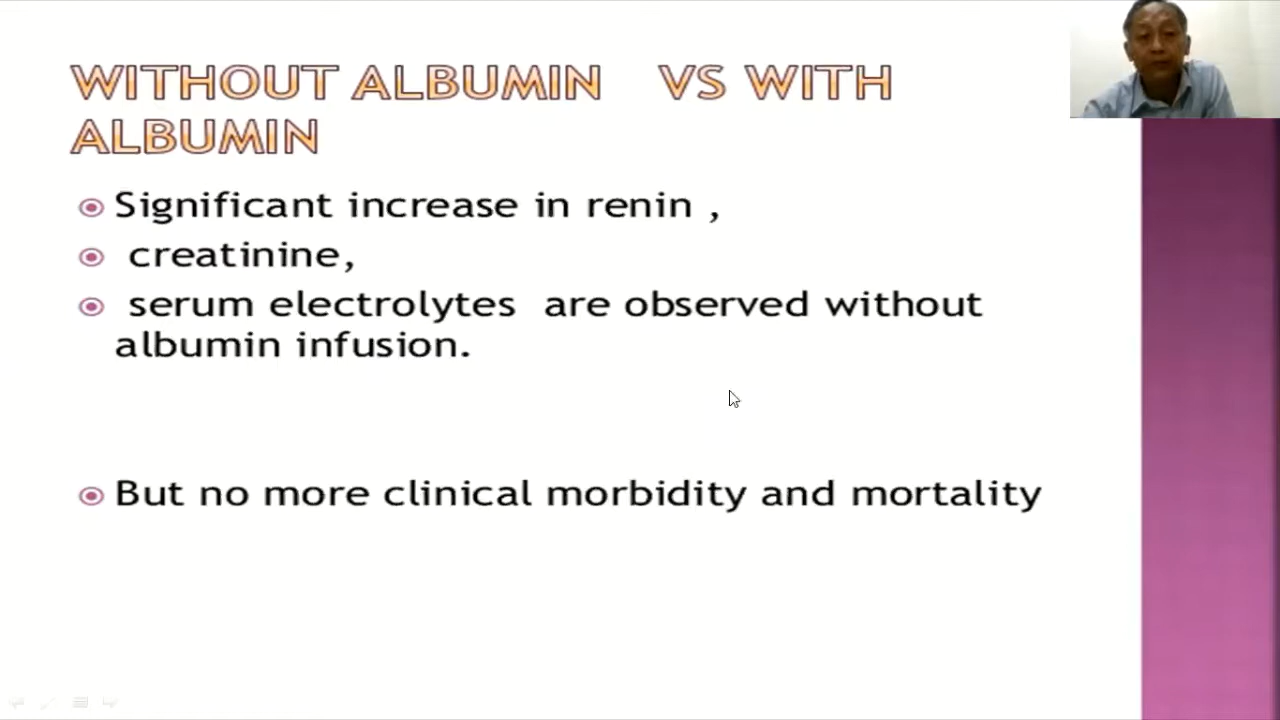 WITHOUT ALBUMIN VS WITH
ALBUMIN
Significant increase in renin ,
creatinine,
serum electrolytes are observed without
albumin infusion.
But no more clinical morbidity and mortality